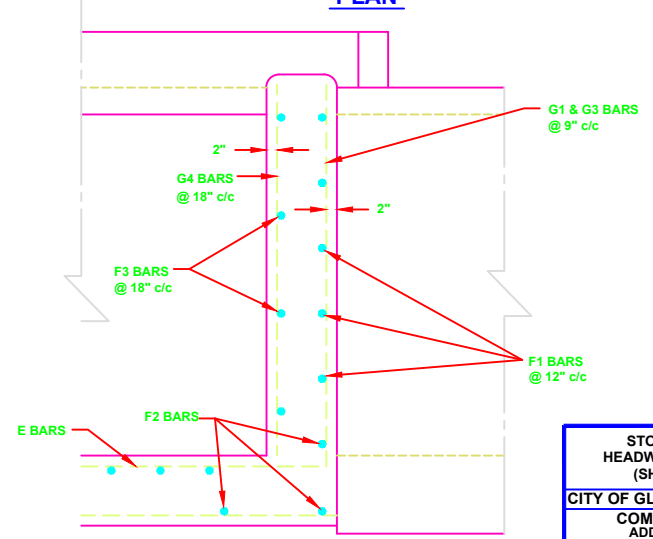 PLAN
G1 & G3 BARS
@ 9" c/c
2"
G4 BARS
@ 18" c/c
2"
F3 BARS
@ 18" c/c
F1 BARS
@ 12" c/c
F2 BARS
E BARS
STO
HEADW
(SH
CITY OF GL
COM
ADD